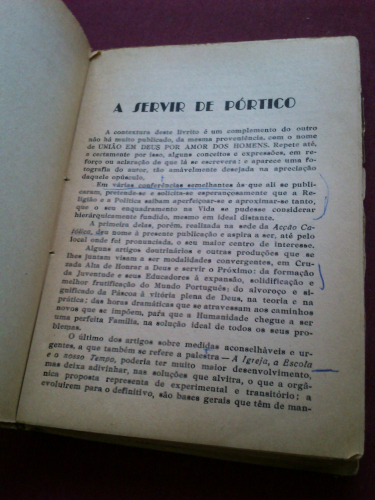 A SERVIR DE PÓRTICO
A contextura deste livrito é um complemento do outro
não há muito publicado, da mesma proveniência, com o nome
de UNIÃO EM DEUS POR AMOR DOS HOMENS. Repete até,
e certamente por isso, alguns conceitos e expressões, em re-
forço ou aclaração do que lá se escrevera; e aparece uma fo-
tografia do autor, tão amàvelmente desejada na apreciação
daquele opúsculo.
Em várias conferências semelhantes às que ali se publi-
caram, pretende-se e solicita-se esperançosamente que a Re-
ligião e a Política saibam aperfeiçoar-se e aproximar-se tanto,
que o seu enquadramento na Vida se pudesse considerar
hieràrquicamente fundido, mesmo em ideal distante.
A primeira delas, porém, realizada na sede da Acção Ca-
tólica, deu nome à presente publicação e aspira a ser, até pelo
local onde foi pronunciada, o seu maior centro de interesse.
Alguns artigos doutrinários e outras produções que se
lhes juntam visam a ser modalidades convergentes, em Cru-
zada Alta de Honrar a Deus e servir o Próximo: da formação
da Juventude e seus Educadores à expansão, solidificação e
melhor frutificação do Mundo Português; do alvoroço e si-
gnificado de Páscoa à vitória plena de Deus, na teoria e na
prática; das horas dramáticas que se atravessam aos caminhos
novos que se impõem, para que a Humanidade chegue a ser
uma perfeita Família, na solução ideal de todos os seus pro-
blemas.
O último dos artigos sobre medidas aconselháveis e ur-
gentes, a que também se refere a palestra — A Igreja, a Escola
e o nosso Tempo, poderia ter muito maior desenvolvimento,
mas deixa adivinhar, nas soluções que alvitra, o que a orgâ-
nica proposta representa de experimental e transitório; a
evoluírem para o definitivo, são bases gerais que têm de man-